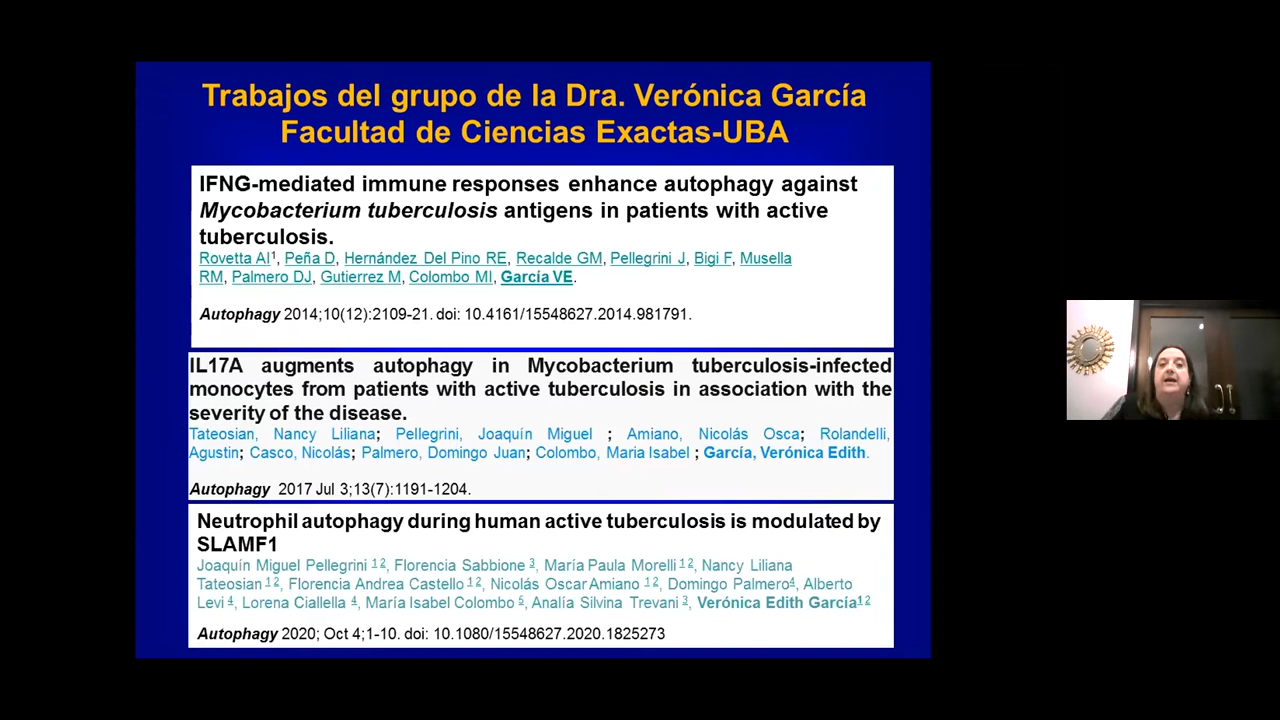 Trabajos del grupo de la Dra. Verónica García
Facultad de Ciencias Exactas-UBA
IFNG-mediated immune responses enhance autophagy against
Mycobacterium tuberculosis antigens in patients with active
tuberculosis.
Rovetta AI¹, Peña D, Hernández Del Pino RE, Recalde GM, Pellegrini J, Bigi F, Musella
RM, Palmero DJ, Gutierrez M, Colombo MI, García VE.
Autophagy 2014;10(12):2109-21. doi: 10.4161/15548627.2014.981791.
IL17A augments autophagy in Mycobacterium tuberculosis-infected
monocytes from patients with active tuberculosis in association with the
severity of the disease.
Tateosian, Nancy Liliana; Pellegrini, Joaquín Miguel ; Amiano, Nicolás Osca; Rolandelli,
Agustin; Casco, Nicolás; Palmero, Domingo Juan; Colombo, Maria Isabel ; García, Verónica Edith.
Autophagy 2017 Jul 3;13(7):1191-1204.
Neutrophil autophagy during human active tuberculosis is modulated by
SLAMF1
Joaquín Miguel Pellegrini ¹ ², Florencia Sabbione ³, María Paula Morelli ¹ ², Nancy Liliana
Tateosian ¹ ², Florencia Andrea Castello ¹ ², Nicolás Oscar Amiano ¹ ², Domingo Palmero⁴, Alberto
Levi ⁴, Lorena Ciallella ⁴, María Isabel Colombo ⁵, Analía Silvina Trevani ³, Verónica Edith García¹ ²
Autophagy 2020; Oct 4;1-10. doi: 10.1080/15548627.2020.1825273